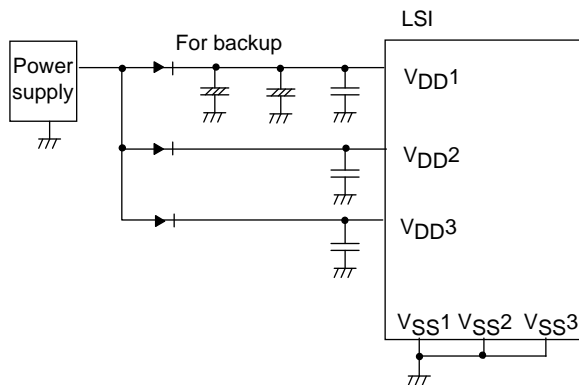 LSI
For backup
Power
supply
VDD1
VDD2
VDD3
VSS1 VSS2 VSS3